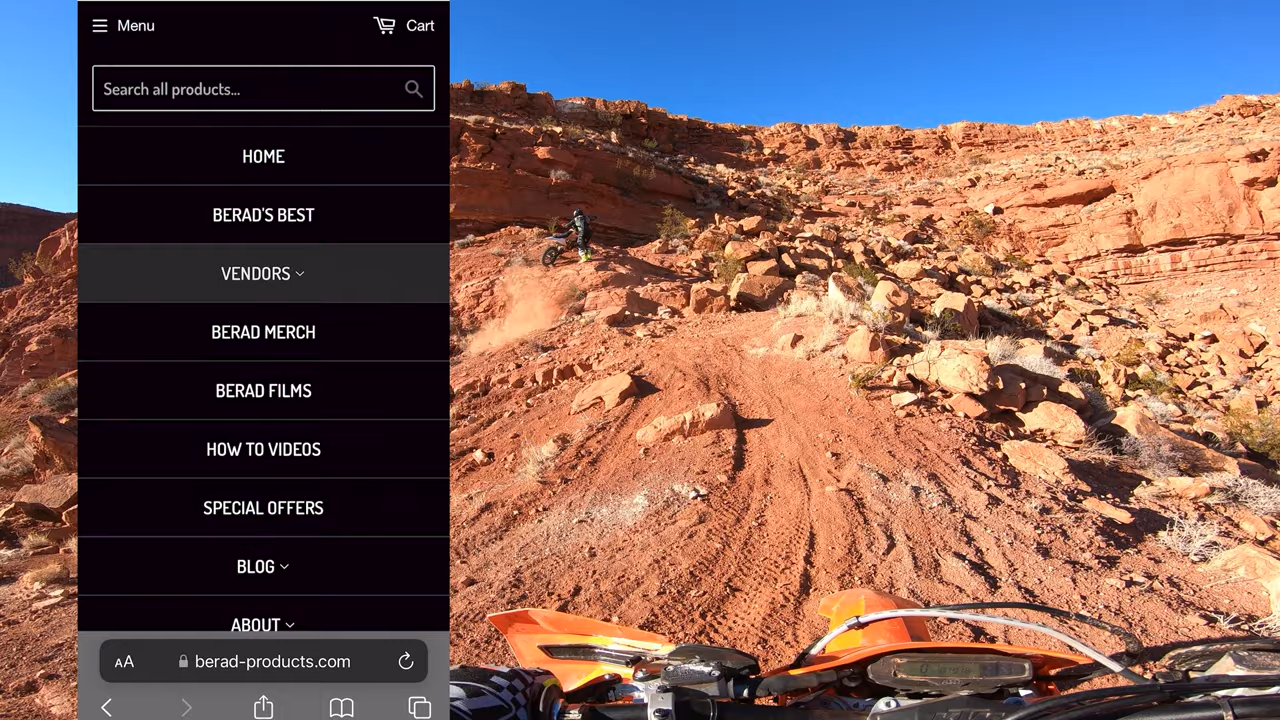 Menu
Cart
Search all products...
HOME
BERAD'S BEST
VENDORS
BERAD MERCH
BERAD FILMS
HOW TO VIDEOS
SPECIAL OFFERS
BLOG
ABOUT
AA
berad-products.com